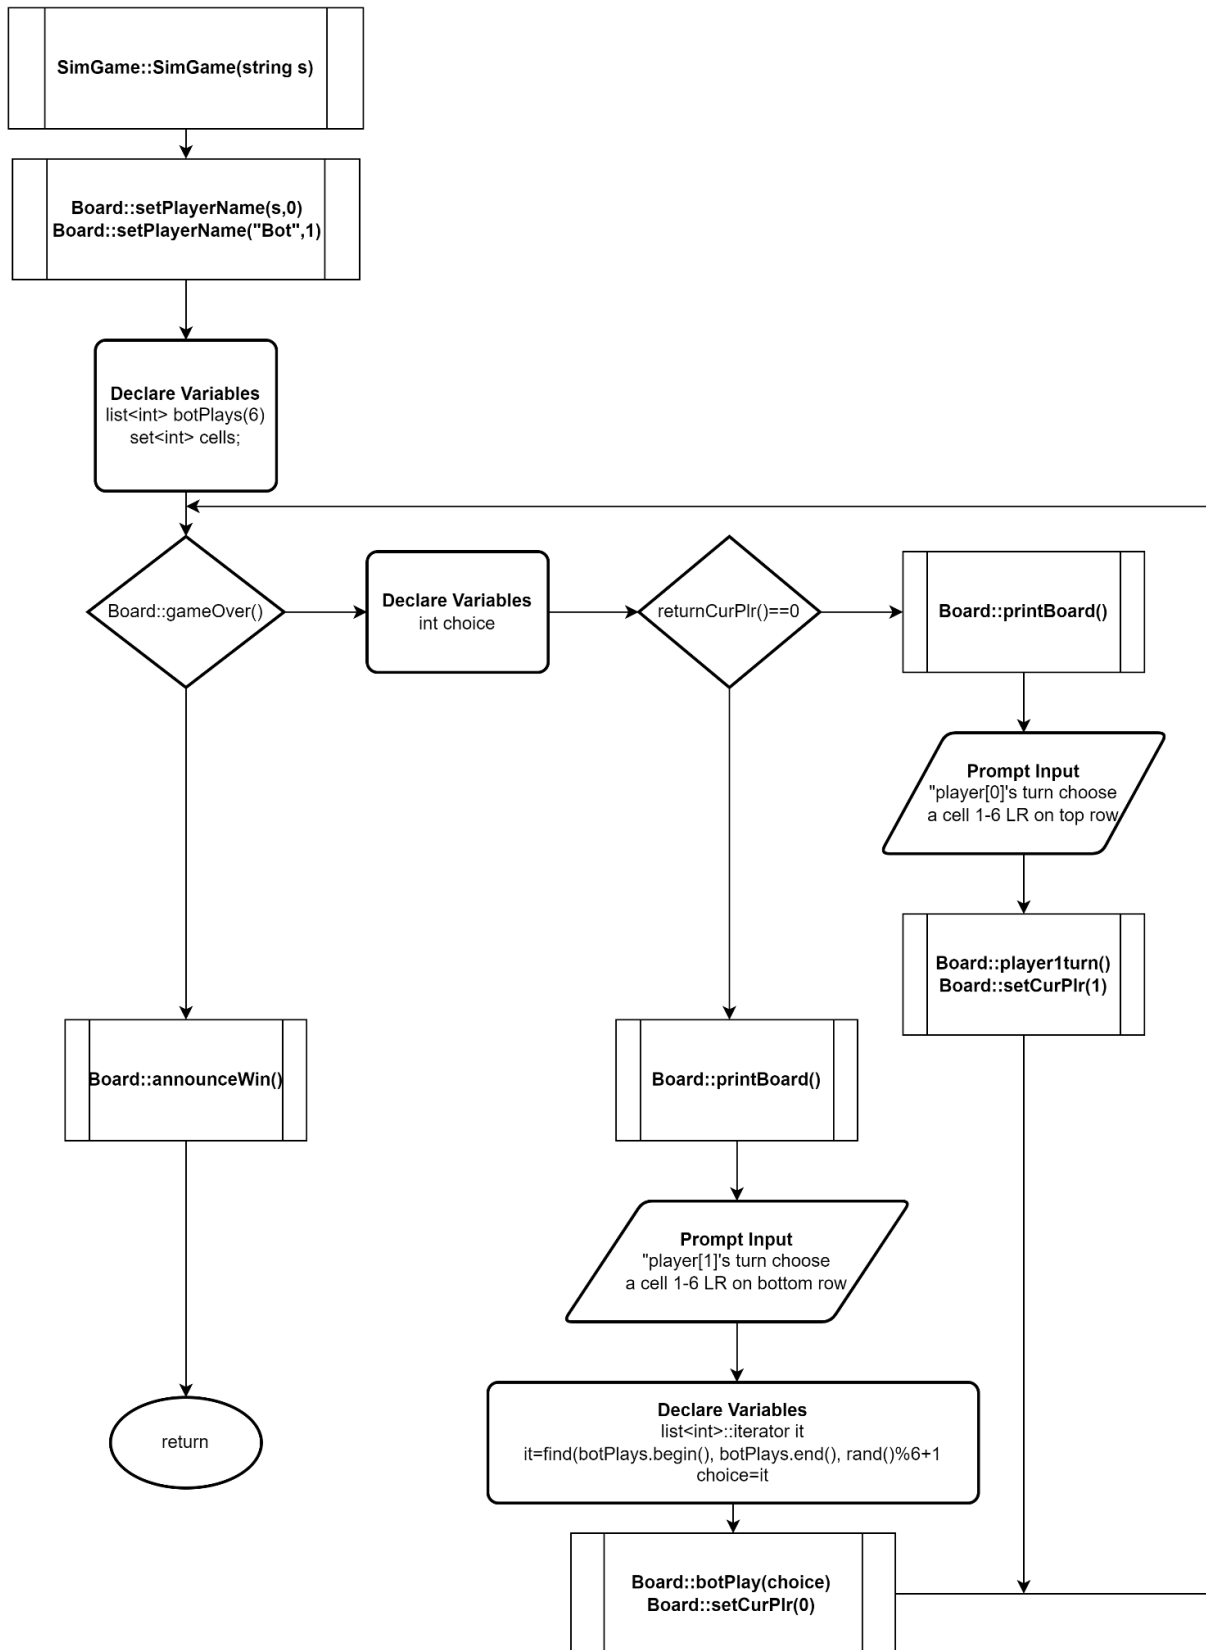 SimGame::SimGame(string s)
Board::setPlayerName(s,0)
Board::setPlayerName("Bot",1)
Declare Variables
list<int> botPlays(6)
set<int> cells;
Board::gameOver()
Declare Variables
int choice
returnCurPlr()==0
Board::printBoard()
Prompt Input
"player[0]'s turn choose
a cell 1-6 LR on top row
Board::player1turn()
Board::setCurPlr(1)
Board::announceWin()
Board::printBoard()
Prompt Input
"player[1]'s turn choose
a cell 1-6 LR on bottom row
Declare Variables
list<int>::iterator it
it=find(botPlays.begin(), botPlays.end(), rand()%6+1
choice=it
return
Board::botPlay(choice)
Board::setCurPlr(0)